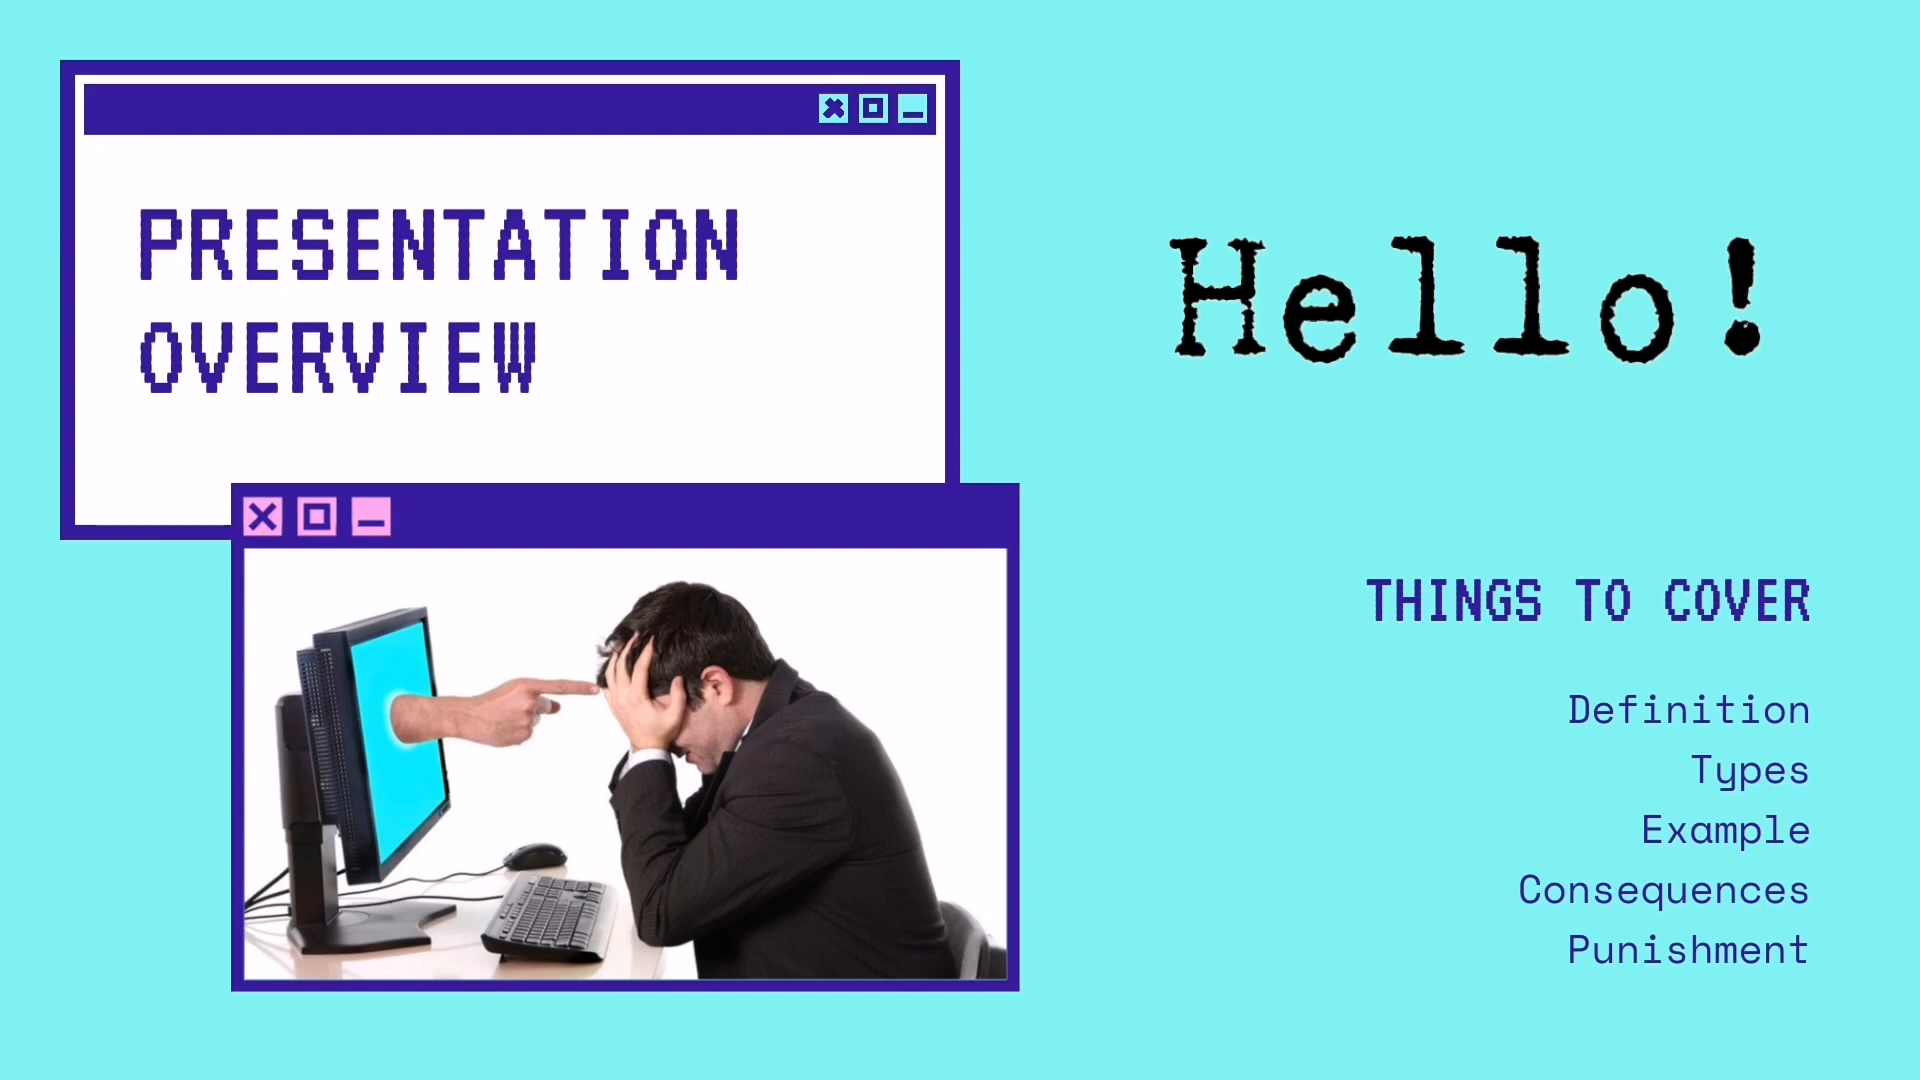 PRESENTATION
OVERVIEW
Hello!
THINGS TO COVER
Definition
Types
Example
Consequences
Punishment